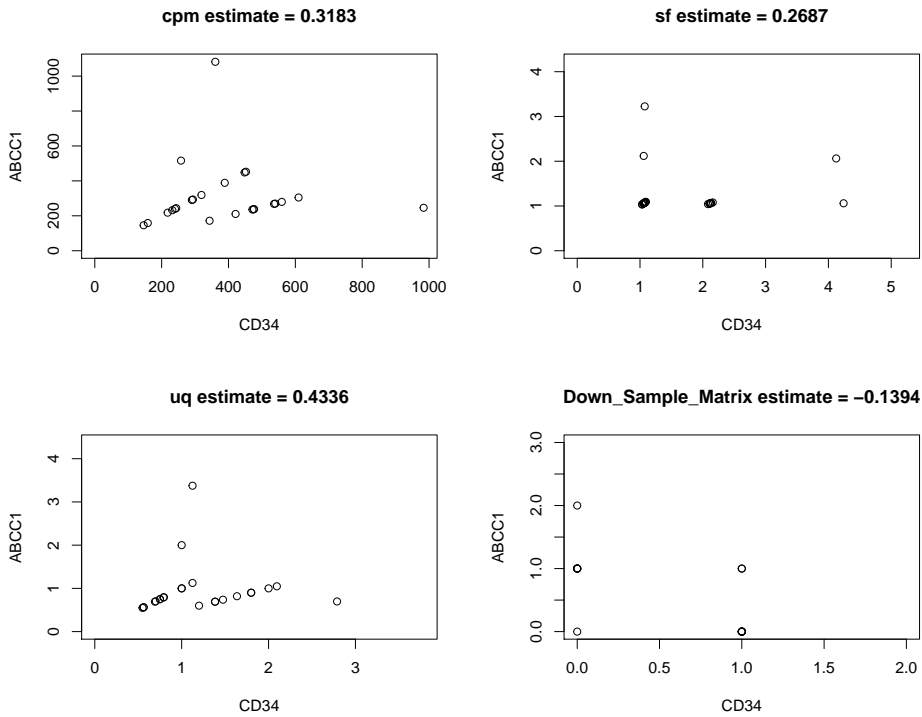 cpm estimate = 0.3183
ABCC1
0 200 600 1000
0 200 400 600 800 1000
CD34
sf estimate = 0.2687
ABCC1
0 1 2 3 4
0 1 2 3 4 5
CD34
uq estimate = 0.4336
ABCC1
0 1 2 3 4
0 1 2 3
CD34
Down_Sample_Matrix estimate = −0.1394
ABCC1
0.0 1.0 2.0 3.0
0.0 0.5 1.0 1.5 2.0
CD34